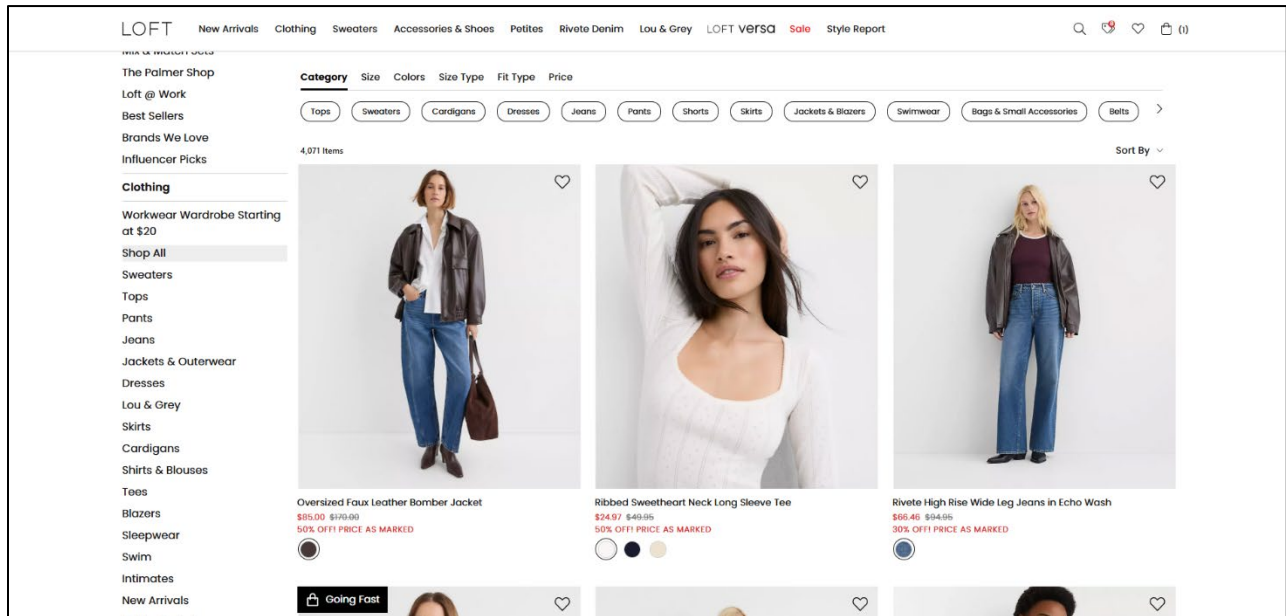 LOFT
New Arrivals
Clothing
Sweaters
Accessories & Shoes
Petites
Rivete Denim
Lou & Grey
LOFT versa
Sale
Style Report
(1)
Mix & Match Sets
The Palmer Shop
Loft @ Work
Best Sellers
Brands We Love
Influencer Picks
Clothing
Workwear Wardrobe Starting
at $20
Shop All
Sweaters
Tops
Pants
Jeans
Jackets & Outerwear
Dresses
Lou & Grey
Skirts
Cardigans
Shirts & Blouses
Tees
Blazers
Sleepwear
Swim
Intimates
New Arrivals
Category
Size
Colors
Size Type
Fit Type
Price
Tops
Sweaters
Cardigans
Dresses
Jeans
Pants
Shorts
Skirts
Jackets & Blazers
Swimwear
Bags & Small Accessories
Belts
4,071 Items
Sort By
Oversized Faux Leather Bomber Jacket
$85.00 $170.00
50% OFF! PRICE AS MARKED
Ribbed Sweetheart Neck Long Sleeve Tee
$24.97 $49.95
50% OFF! PRICE AS MARKED
Rivete High Rise Wide Leg Jeans in Echo Wash
$66.46 $94.95
30% OFF! PRICE AS MARKED
Going Fast